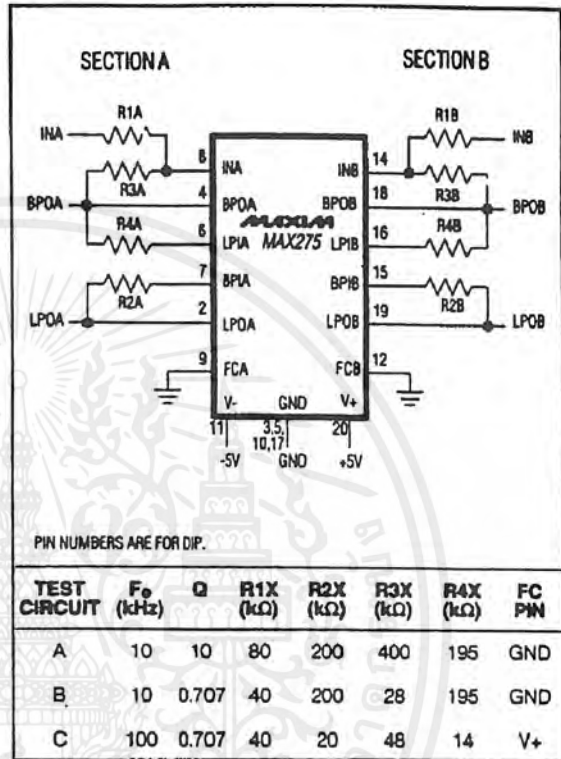 SECTION A
SECTION B
R1A
R1B
INA
INB
8
INA
INB
14
R3A
R3B
BPOA
4
BPOA
BPOB
18
BPOB
MAXIM
MAX275
R4A
6
LPIA
LPIB
16
R4B
7
BPIA
BPIB
15
R2A
R2B
LPOA
2
LPOA
LPOB
19
LPOB
9
FCA
FCB
12
V-
GND
V+
11
3,5,
10,17
20
-5V
GND
+5V
PIN NUMBERS ARE FOR DIP.
TEST CIRCUIT
Fo (kHz)
Q
R1X (kΩ)
R2X (kΩ)
R3X (kΩ)
R4X (kΩ)
FC PIN
A 10 10 80 200 400 195 GND
B 10 0.707 40 200 28 195 GND
C 100 0.707 40 20 48 14 V+